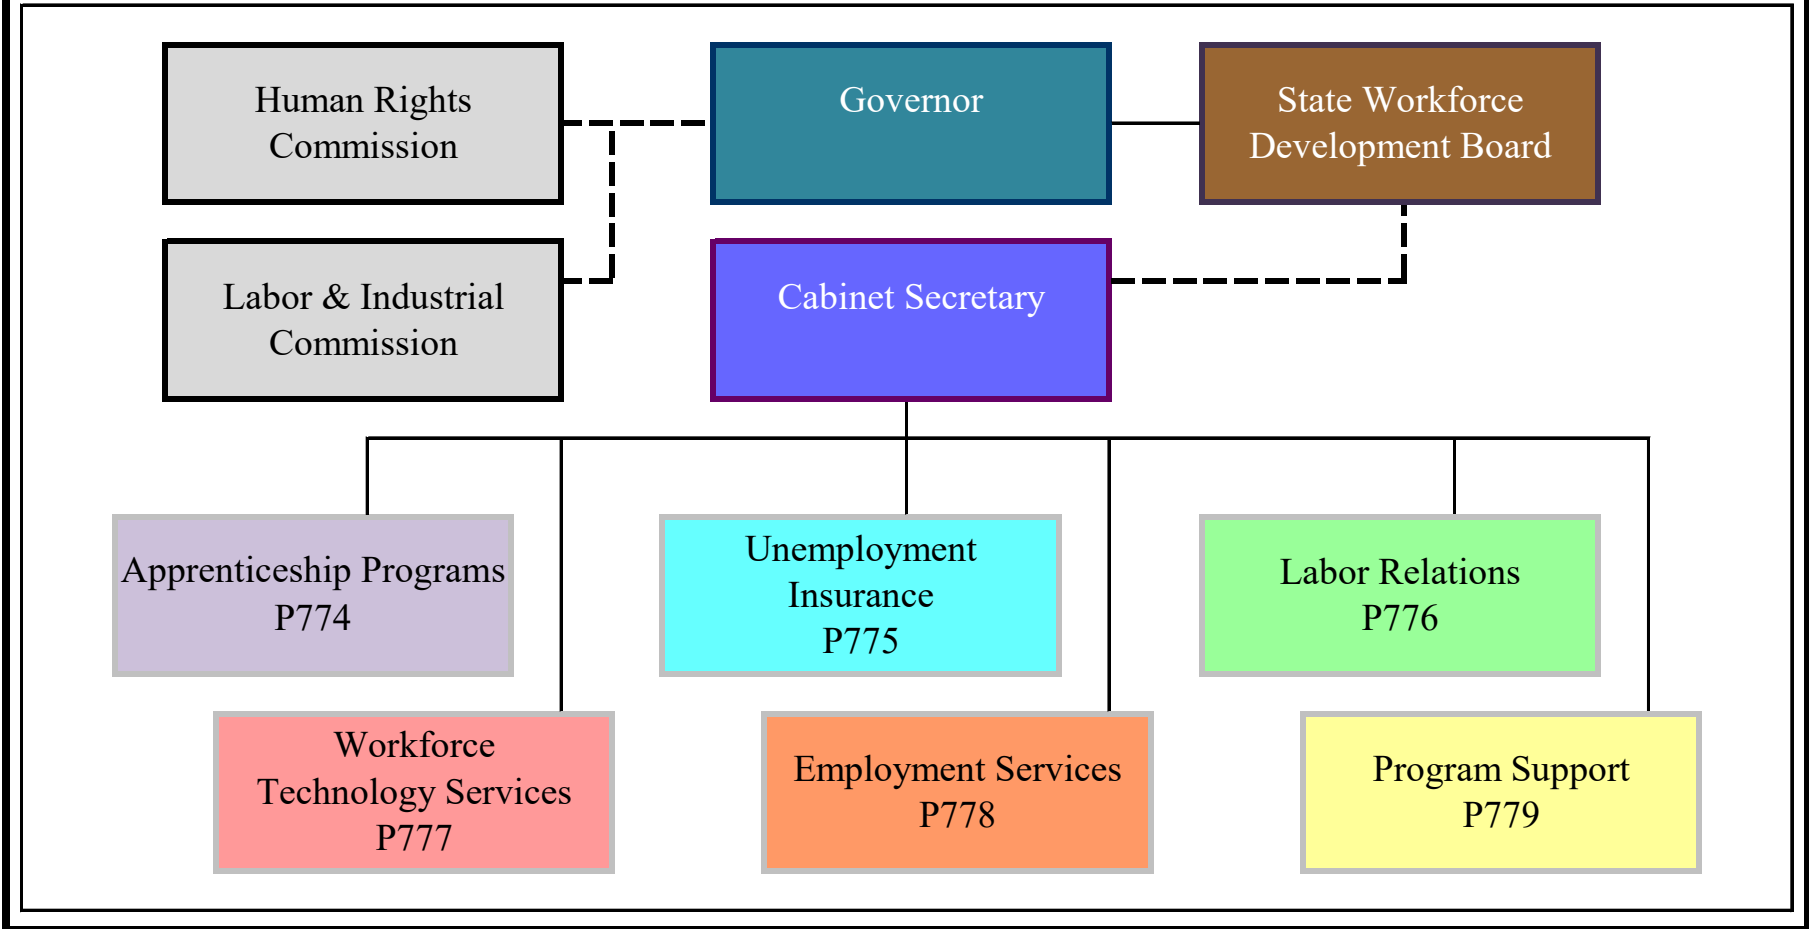 Human Rights
Commission
Governor
State Workforce
Development Board
Labor & Industrial
Commission
Cabinet Secretary
Apprenticeship Programs
P774
Unemployment
Insurance
P775
Labor Relations
P776
Workforce
Technology Services
P777
Employment Services
P778
Program Support
P779